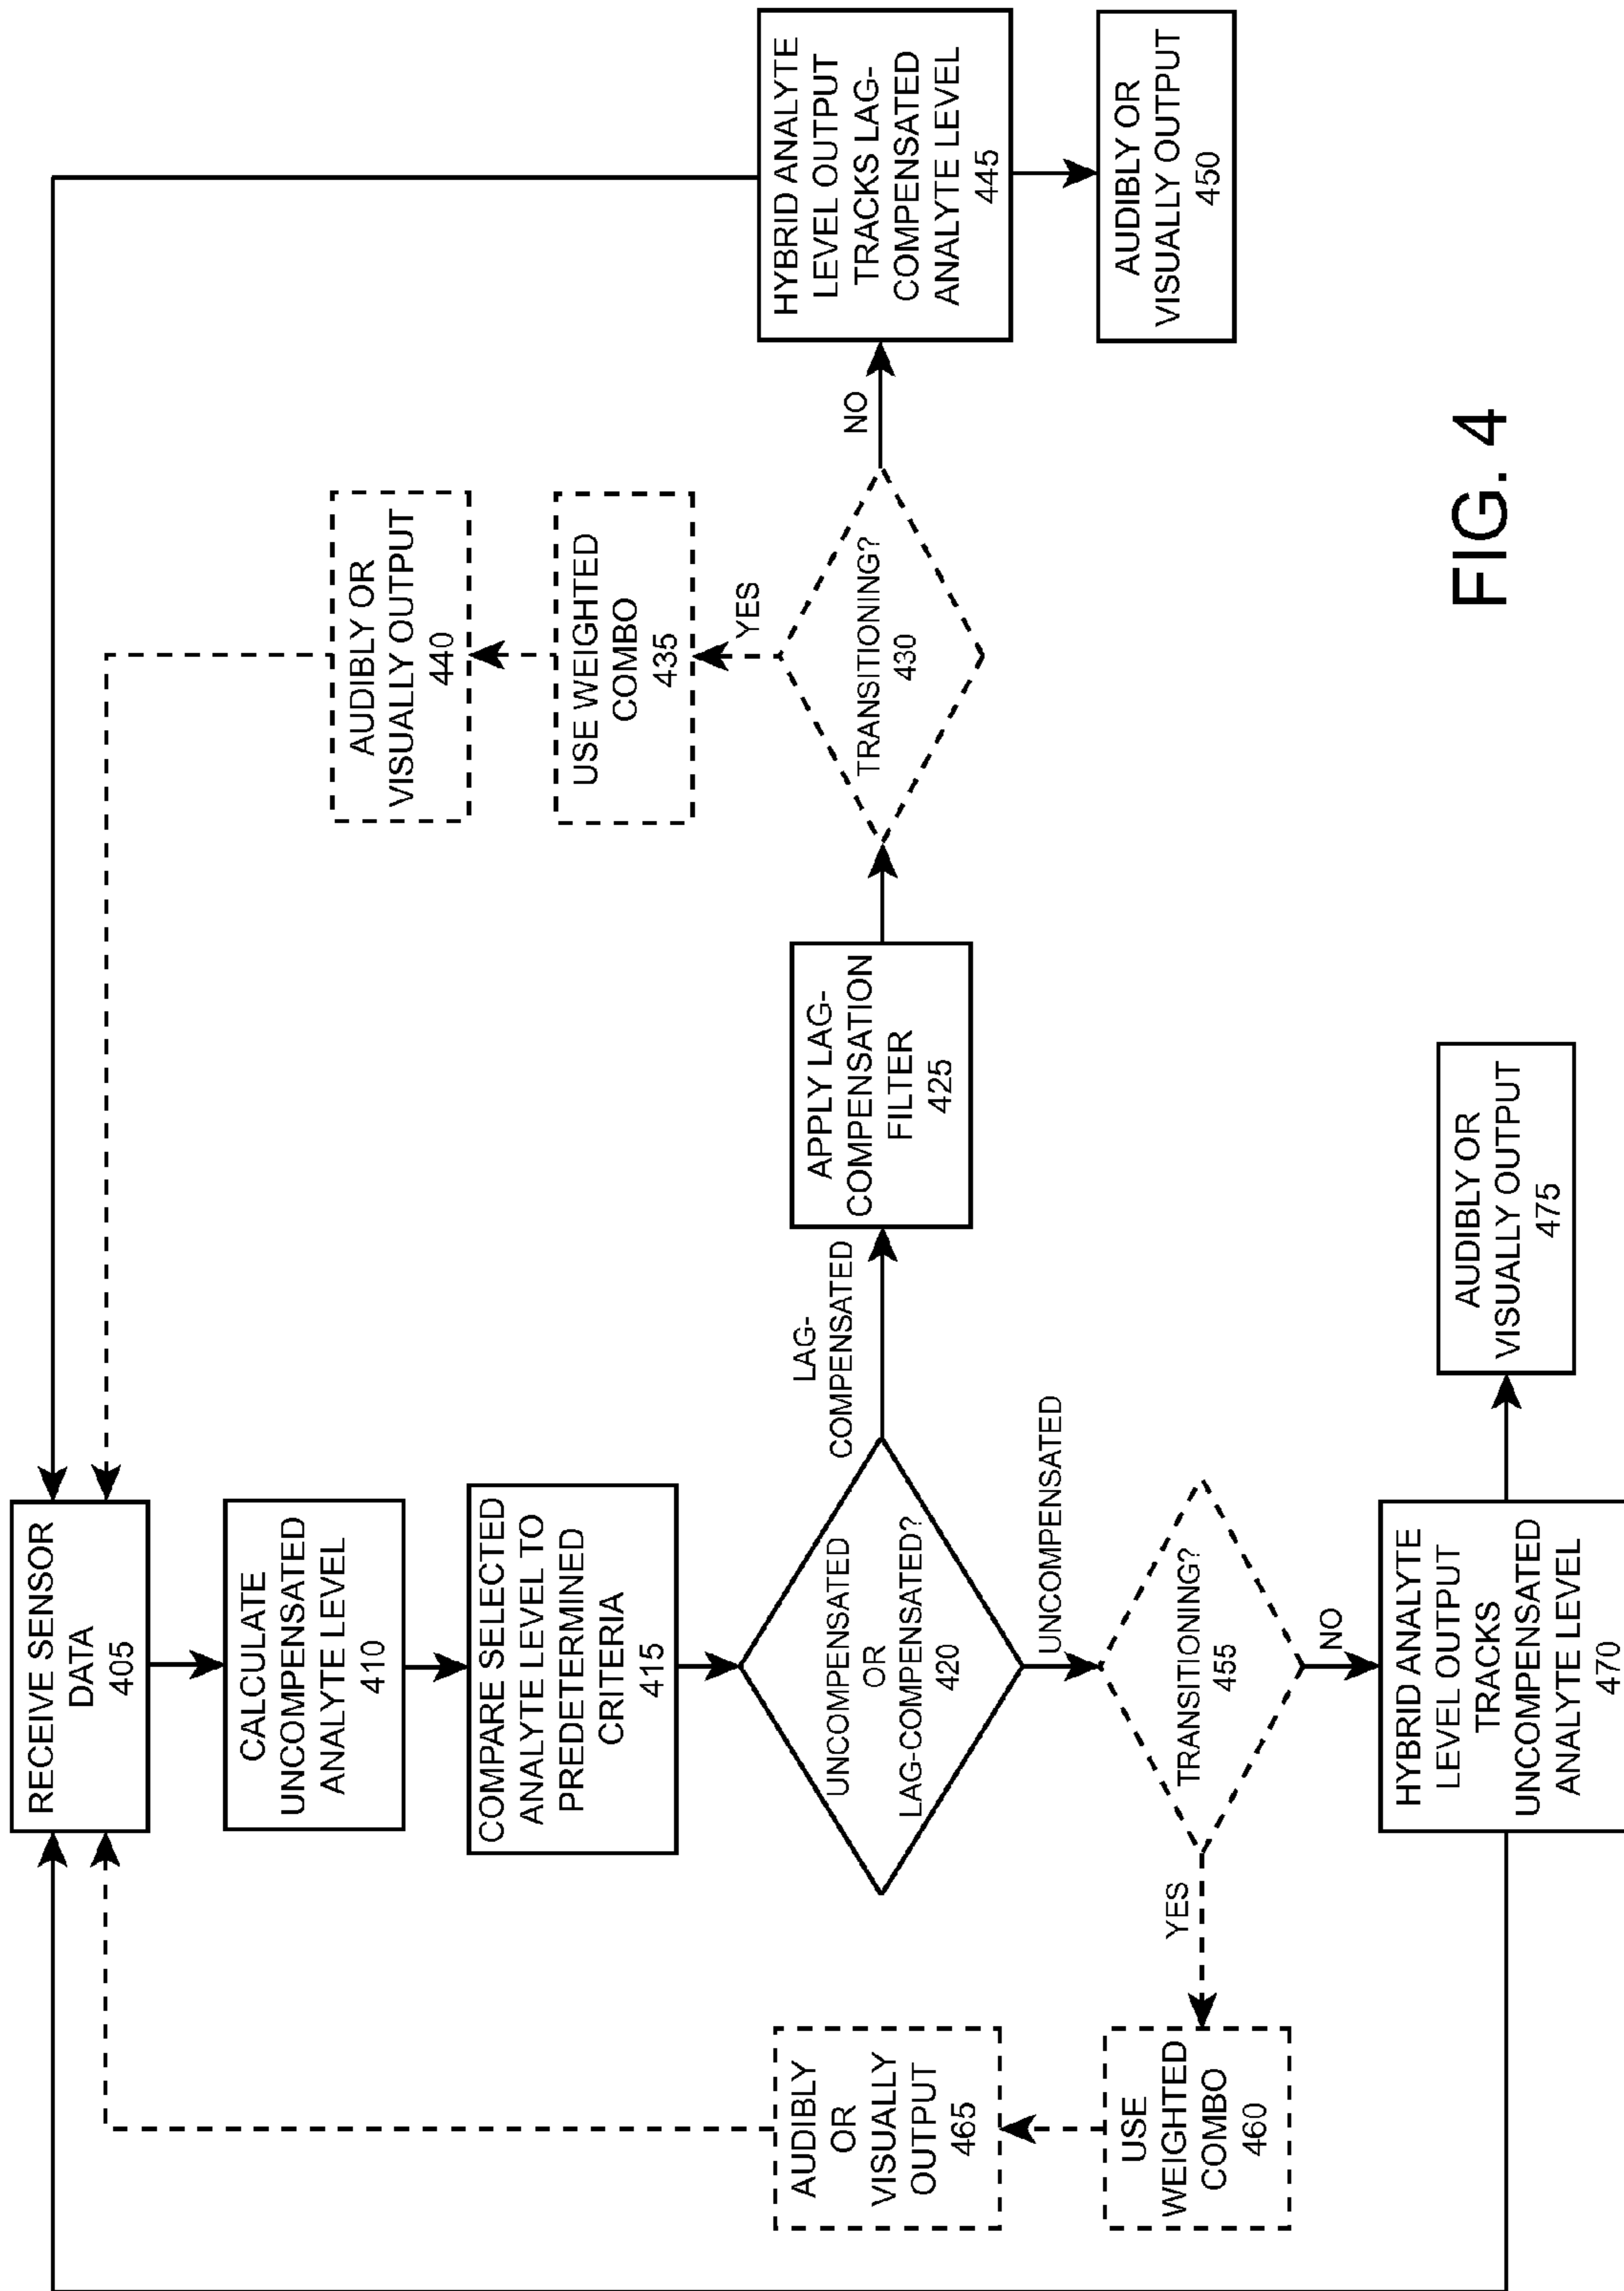 RECEIVE SENSOR
DATA
405
CALCULATE
UNCOMPENSATED
ANALYTE LEVEL
410
COMPARE SELECTED
ANALYTE LEVEL TO
PREDETERMINED
CRITERIA
415
UNCOMPENSATED
OR
LAG-COMPENSATED?
420
LAG-
COMPENSATED
APPLY LAG-
COMPENSATION
FILTER
425
TRANSITIONING?
430
YES
USE WEIGHTED
COMBO
435
AUDIBLY OR
VISUALLY OUTPUT
440
NO
HYBRID ANALYTE
LEVEL OUTPUT
TRACKS LAG-
COMPENSATED
ANALYTE LEVEL
445
AUDIBLY OR
VISUALLY OUTPUT
450
UNCOMPENSATED
TRANSITIONING?
455
YES
USE
WEIGHTED
COMBO
460
AUDIBLY
OR
VISUALLY
OUTPUT
465
NO
HYBRID ANALYTE
LEVEL OUTPUT
TRACKS
UNCOMPENSATED
ANALYTE LEVEL
470
AUDIBLY OR
VISUALLY OUTPUT
475
FIG. 4